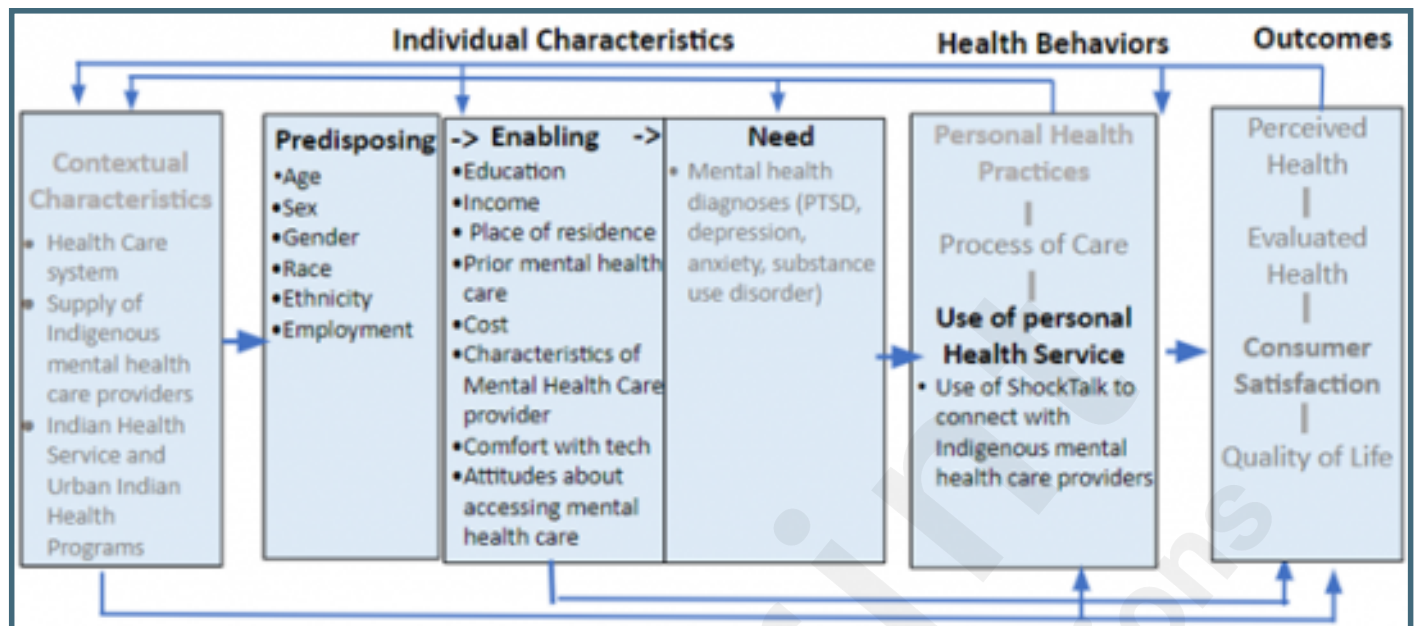 Individual Characteristics
Health Behaviors
Outcomes
Contextual
Characteristics
• Health Care
system
• Supply of
Indigenous
mental health
care providers
• Indian Health
Service and
Urban Indian
Health
Programs
Predisposing
•Age
•Sex
•Gender
•Race
•Ethnicity
•Employment
-> Enabling ->
•Education
•Income
• Place of residence
•Prior mental health
care
•Cost
•Characteristics of
Mental Health Care
provider
•Comfort with tech
•Attitudes about
accessing mental
health care
Need
• Mental health
diagnoses (PTSD,
depression,
anxiety, substance
use disorder)
Personal Health
Practices
Process of Care
Use of personal
Health Service
• Use of ShockTalk to
connect with
Indigenous mental
health care providers
Perceived
Health
Evaluated
Health
Consumer
Satisfaction
Quality of Life